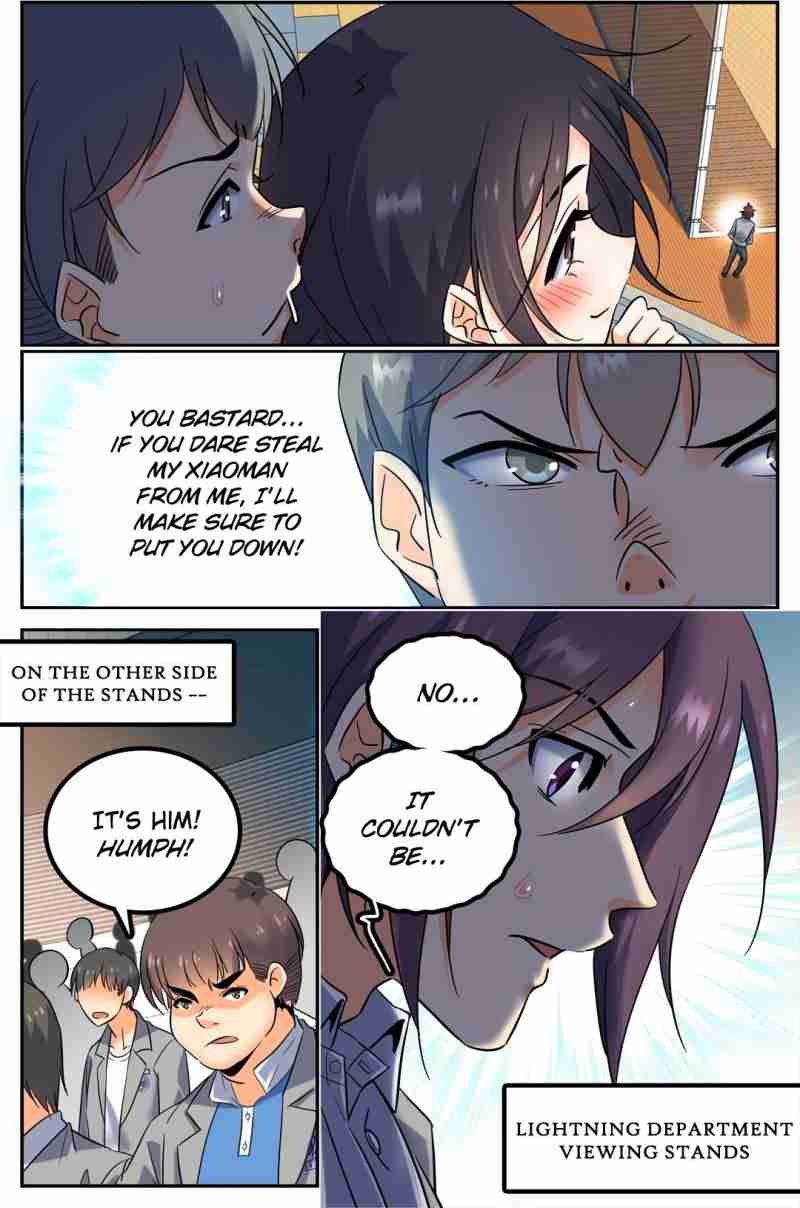 YOU BASTARD...
IF YOU DARE STEAL
MY XIAOMAN
FROM ME, I'LL
MAKE SURE TO
PUT YOU DOWN!
ON THE OTHER SIDE
OF THE STANDS --
IT'S HIM!
HUMPH!
NO...
IT
COULDN'T
BE...
LIGHTNING DEPARTMENT
VIEWING STANDS